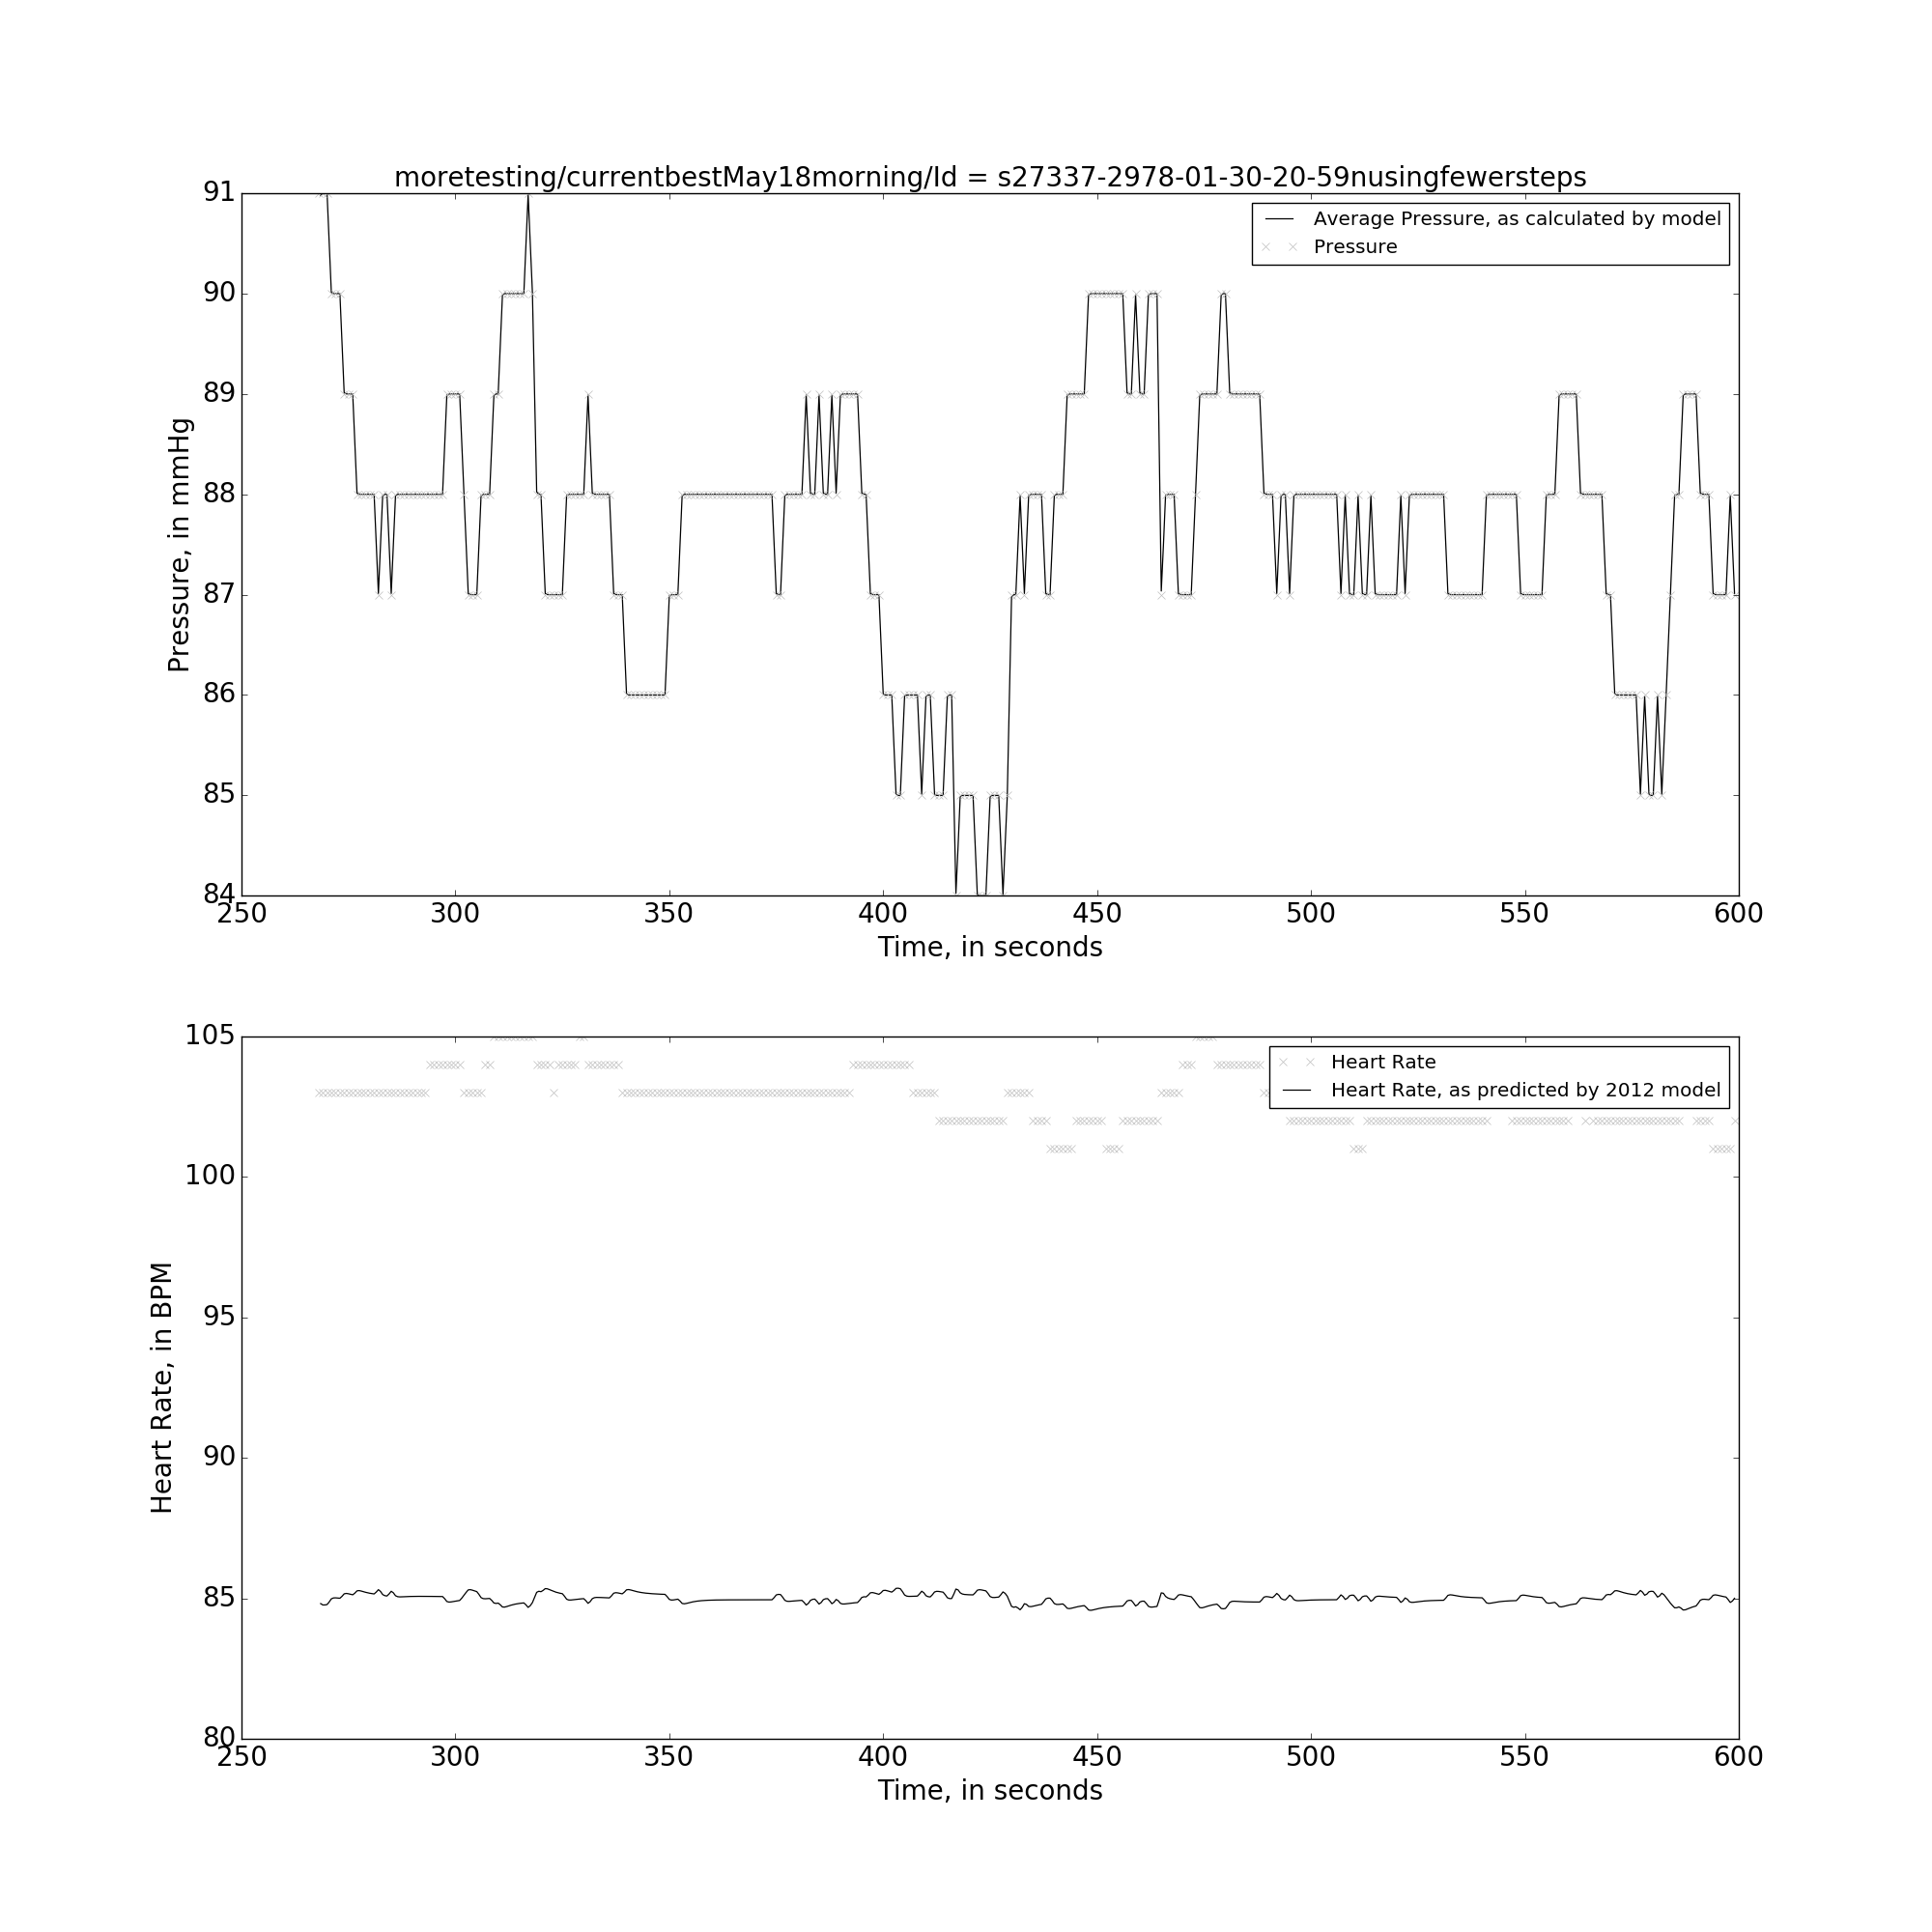 moretesting/currentbestMay18morning/Id = s27337-2978-01-30-20-59nusingfewersteps
91
90
89
88
87
86
85
84
Pressure, in mmHg
Average Pressure, as calculated by model
Pressure
250 300 350 400 450 500 550 600
Time, in seconds
105
100
95
90
85
80
Heart Rate, in BPM
Heart Rate
Heart Rate, as predicted by 2012 model
250 300 350 400 450 500 550 600
Time, in seconds